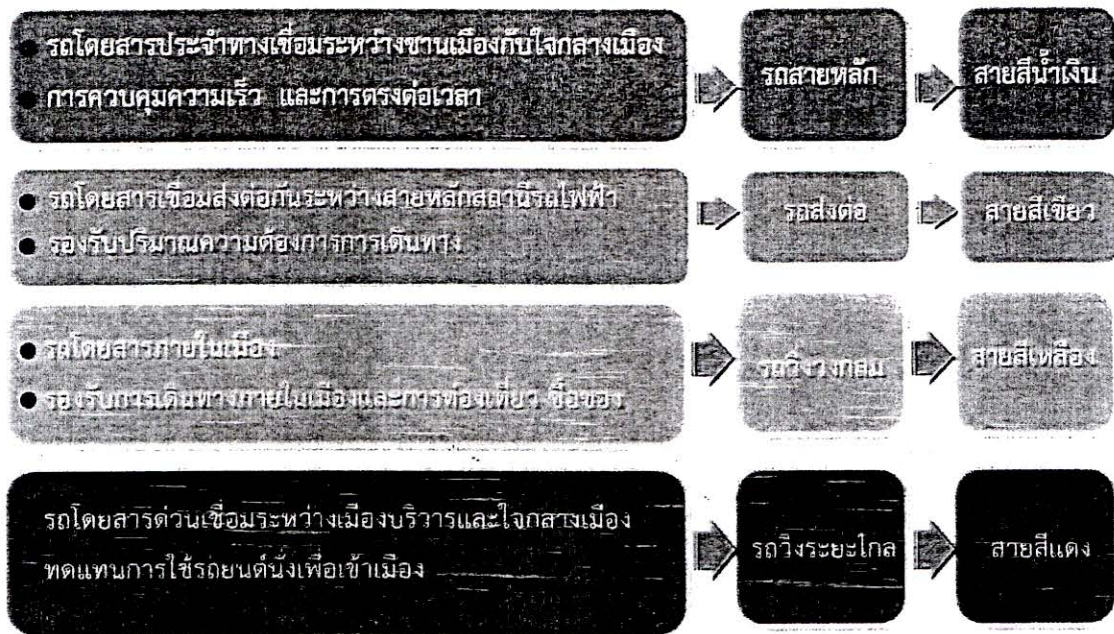 ● รถโดยสารประจำทางเชื่อมระหว่างชานเมืองกับใจกลางเมือง
● การควบคุมความเร็ว และการตรงต่อเวลา
รถสายหลัก
สายสีน้ำเงิน
● รถโดยสารเชื่อมส่งต่อกันระหว่างสายหลักสถานีรถไฟฟ้า
● รองรับปริมาณความต้องการการเดินทาง
รถส่งต่อ
สายสีเขียว
● รถโดยสารภายในเมือง
● รองรับการเดินทางภายในเมืองและการท่องเที่ยว ซื้อของ
รถวิ่งวงกลม
สายสีเหลือง
รถโดยสารด่วนเชื่อมระหว่างเมืองบริวารและใจกลางเมือง
ทดแทนการใช้รถยนต์นั่งเพื่อเข้าเมือง
รถวิ่งระยะไกล
สายสีแดง